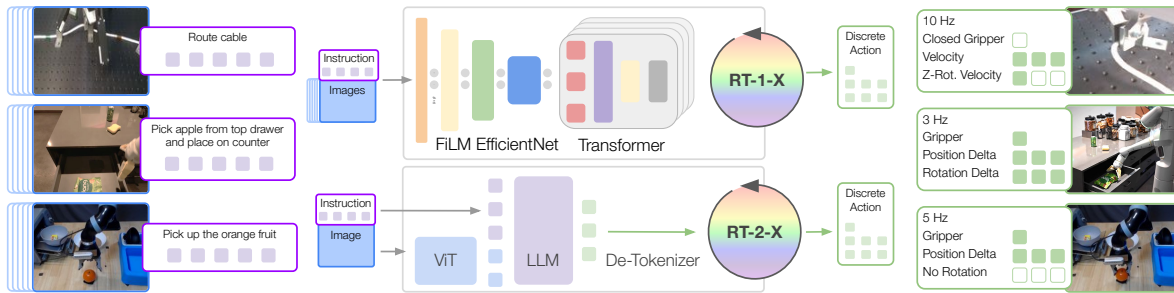 Route cable
Pick apple from top drawer
and place on counter
Pick up the orange fruit
Instruction
Images
FiLM EfficientNet
Transformer
RT-1-X
Discrete
Action
Instruction
Image
ViT
LLM
De-Tokenizer
RT-2-X
Discrete
Action
10 Hz
Closed Gripper
Velocity
Z-Rot. Velocity
3 Hz
Gripper
Position Delta
Rotation Delta
5 Hz
Gripper
Position Delta
No Rotation